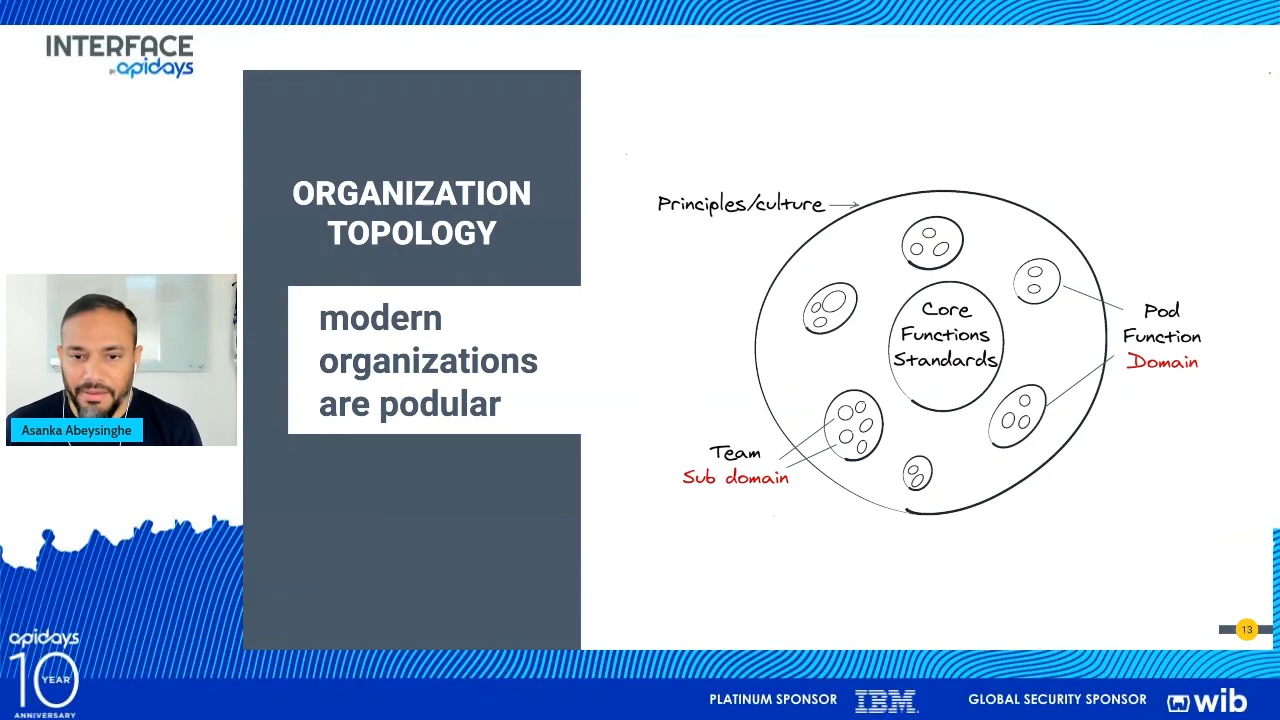 INTERFACE
BY apidays
ORGANIZATION
TOPOLOGY
modern
organizations
are podular
Principles/culture
Core
Functions
Standards
Pod
Function
Domain
Team
Sub domain
Asanka Abeysinghe
13
apidays
10
YEAR
ANNIVERSARY
PLATINUM SPONSOR
IBM
GLOBAL SECURITY SPONSOR
wib